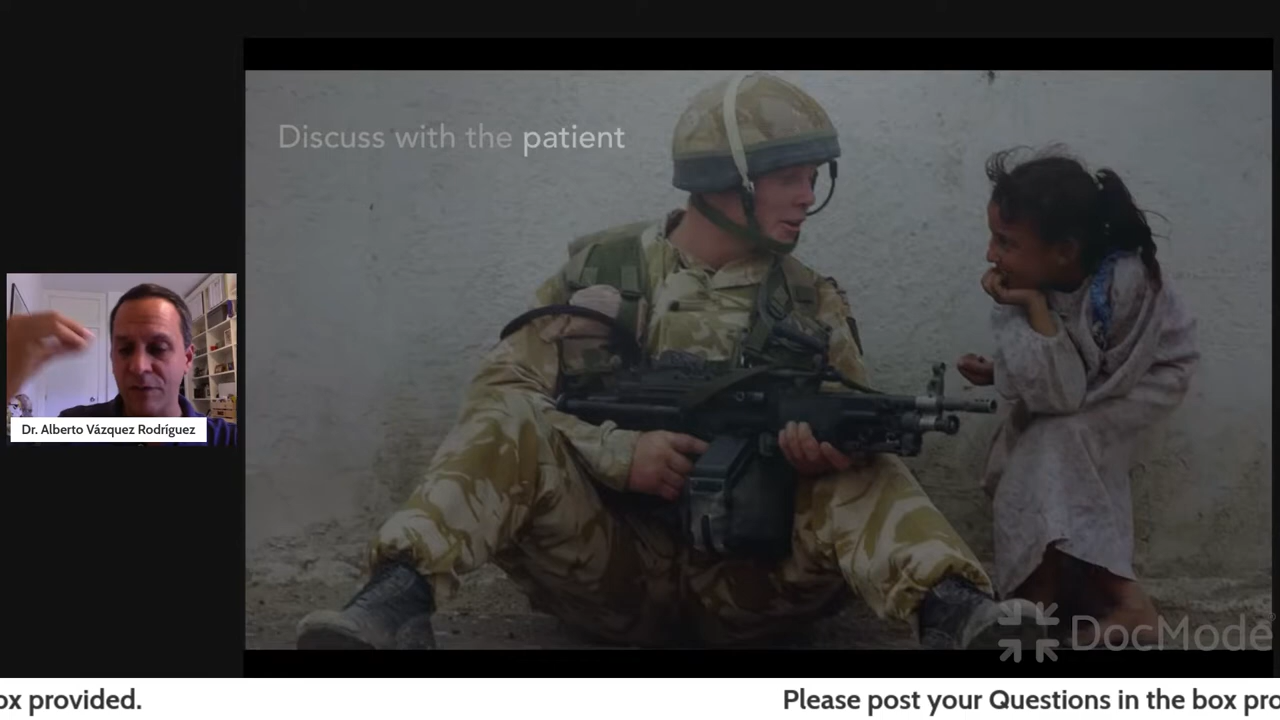 Discuss with the patient
Dr. Alberto Vázquez Rodríguez
DocMode
ox provided.
Please post your Questions in the box pro